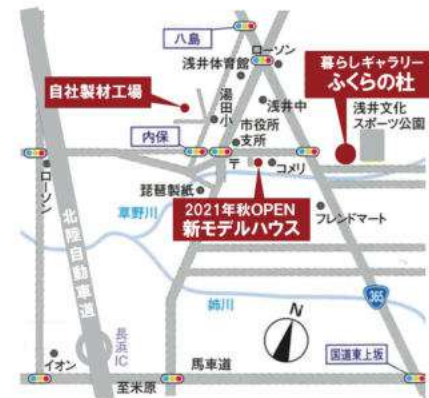 八島
ローソン
浅井体育館
暮らしギャラリー
ふくらの杜
自社製材工場
湯田小
浅井中
浅井文化
スポーツ公園
市役所
支所
内保
〒
コメリ
ローソン
琵琶製紙
2021年秋OPEN
新モデルハウス
草野川
フレンドマート
北陸自動車道
姉川
365
N
長浜IC
イオン
馬車道
国道東上坂
至米原